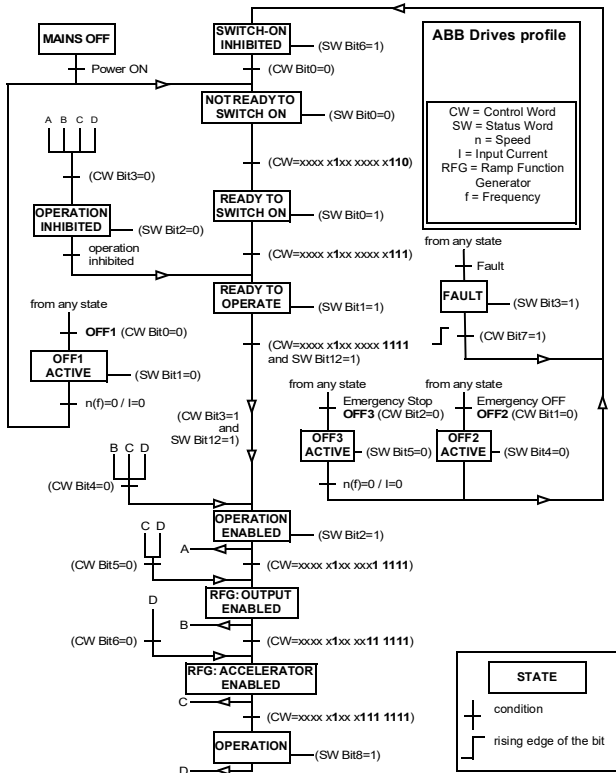 MAINS OFF
Power ON
SWITCH-ON
INHIBITED
(SW Bit6=1)
(CW Bit0=0)
NOT READY TO
SWITCH ON
(SW Bit0=0)
A B C D
(CW Bit3=0)
OPERATION
INHIBITED
(SW Bit2=0)
operation
inhibited
(CW=xxxx x1xx xxxx x110)
READY TO
SWITCH ON
(SW Bit0=1)
(CW=xxxx x1xx xxxx x111)
READY TO
OPERATE
(SW Bit1=1)
(CW=xxxx x1xx xxxx 1111
and SW Bit12=1)
ABB Drives profile
CW = Control Word
SW = Status Word
n = Speed
I = Input Current
RFG = Ramp Function
Generator
f = Frequency
from any state
Fault
FAULT
(SW Bit3=1)
(CW Bit7=1)
from any state
OFF1 (CW Bit0=0)
OFF1
ACTIVE
(SW Bit1=0)
n(f)=0 / I=0
(CW Bit3=1
and
SW Bit12=1)
from any state
Emergency Stop
OFF3 (CW Bit2=0)
OFF3
ACTIVE
(SW Bit5=0)
n(f)=0 / I=0
from any state
Emergency OFF
OFF2 (CW Bit1=0)
OFF2
ACTIVE
(SW Bit4=0)
B C D
(CW Bit4=0)
OPERATION
ENABLED
(SW Bit2=1)
A
C D
(CW Bit5=0)
(CW=xxxx x1xx xxx1 1111)
RFG: OUTPUT
ENABLED
B
D
(CW Bit6=0)
(CW=xxxx x1xx xx11 1111)
RFG: ACCELERATOR
ENABLED
C
(CW=xxxx x1xx x111 1111)
OPERATION
(SW Bit8=1)
D
STATE
condition
rising edge of the bit